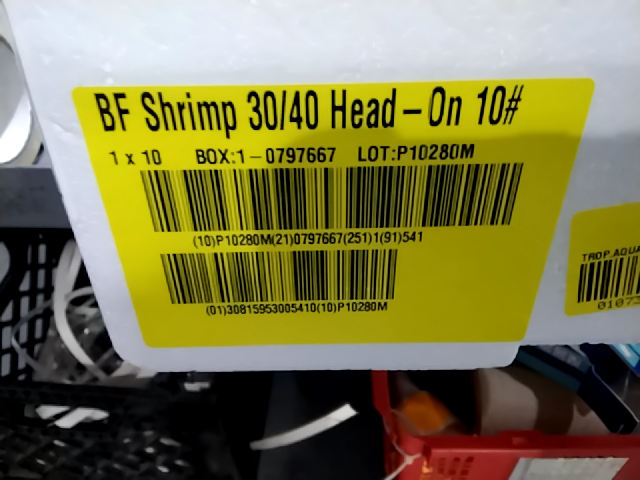 BF Shrimp 30/40 Head-On 10#
1 x 10 BOX:1-0797667 LOT:P10280M
(10)P10280M(21)0797667(251)1(91)541
(01)30815953005410(10)P10280M
TROP.AQUA
01073